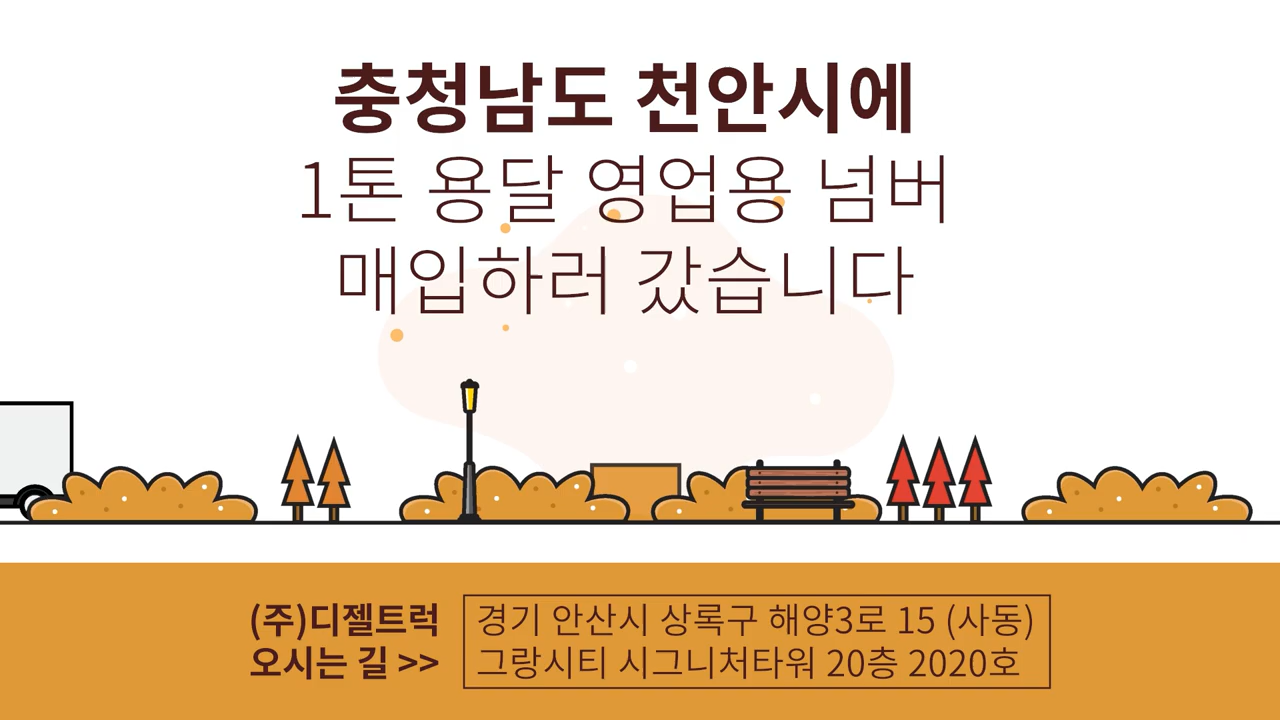 충청남도 천안시에
1톤 용달 영업용 넘버
매입하러 갔습니다
(주)디젤트럭
오시는 길 >>
경기 안산시 상록구 해양3로 15 (사동)
그랑시티 시그니처타워 20층 2020호